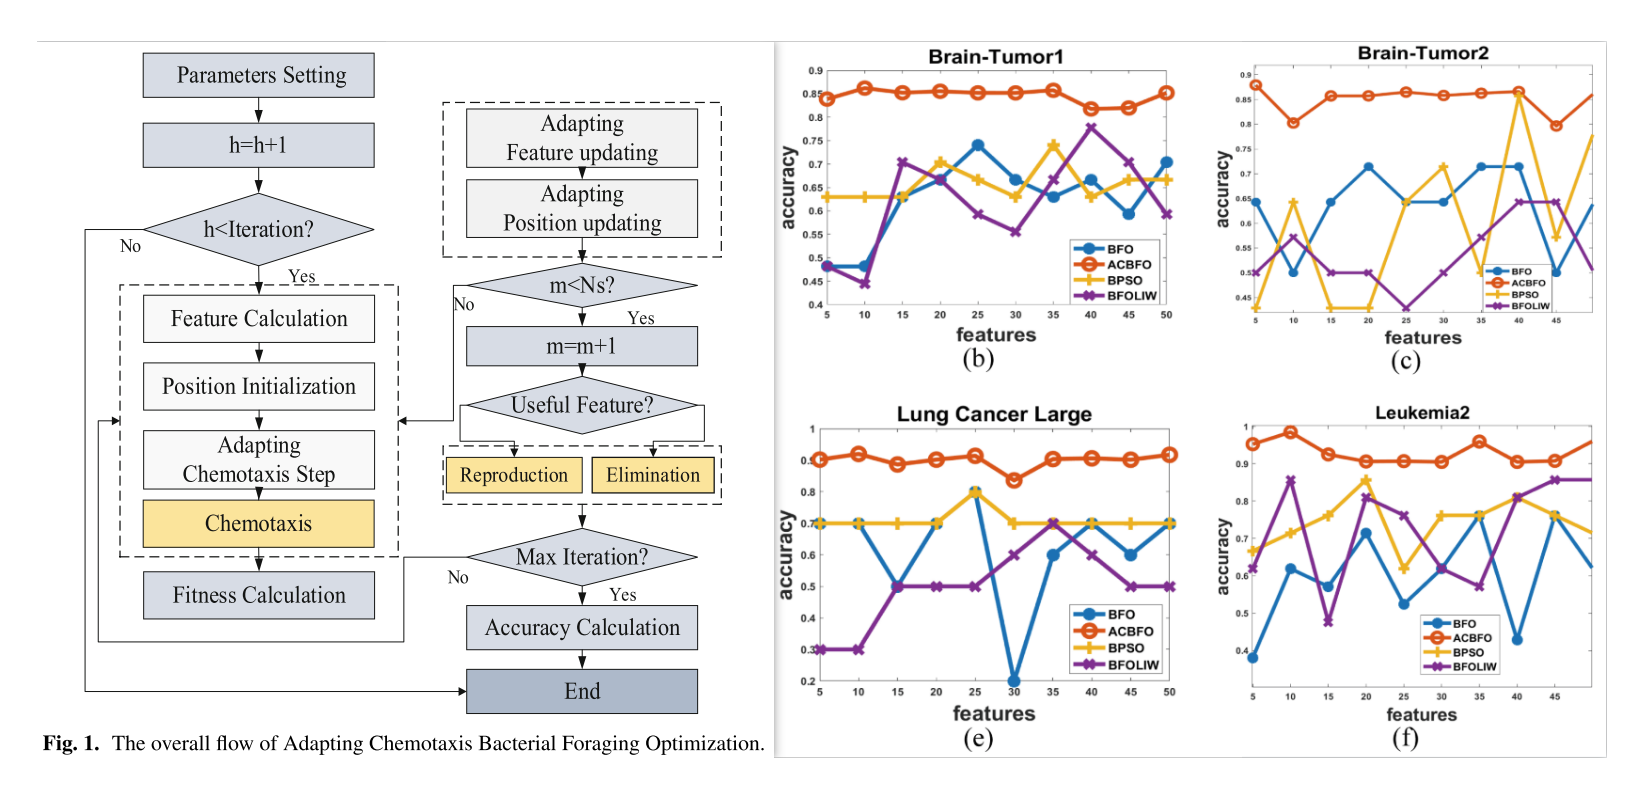 Parameters Setting
h=h+1
h<Iteration?
No
Yes
Feature Calculation
Position Initialization
Adapting
Chemotaxis Step
Chemotaxis
Fitness Calculation
Adapting
Feature updating
Adapting
Position updating
m<Ns?
No
Yes
m=m+1
Useful Feature?
Reproduction
Elimination
Max Iteration?
No
Yes
Accuracy Calculation
End
Fig. 1. The overall flow of Adapting Chemotaxis Bacterial Foraging Optimization.
Brain-Tumor1
accuracy
0.9
0.85
0.8
0.75
0.7
0.65
0.6
0.55
0.5
0.45
0.4
BFO
ACBFO
BPSO
BFOLIW
5 10 15 20 25 30 35 40 45 50
features
(b)
Brain-Tumor2
accuracy
0.9
0.85
0.8
0.75
0.7
0.65
0.6
0.55
0.5
0.45
BFO
ACBFO
BPSO
BFOLIW
5 10 15 20 25 30 35 40 45
features
(c)
Lung Cancer Large
accuracy
1
0.9
0.8
0.7
0.6
0.5
0.4
0.3
0.2
BFO
ACBFO
BPSO
BFOLIW
5 10 15 20 25 30 35 40 45 50
features
(e)
Leukemia2
accuracy
1
0.9
0.8
0.7
0.6
0.5
0.4
BFO
ACBFO
BPSO
BFOLIW
5 10 15 20 25 30 35 40 45
features
(f)